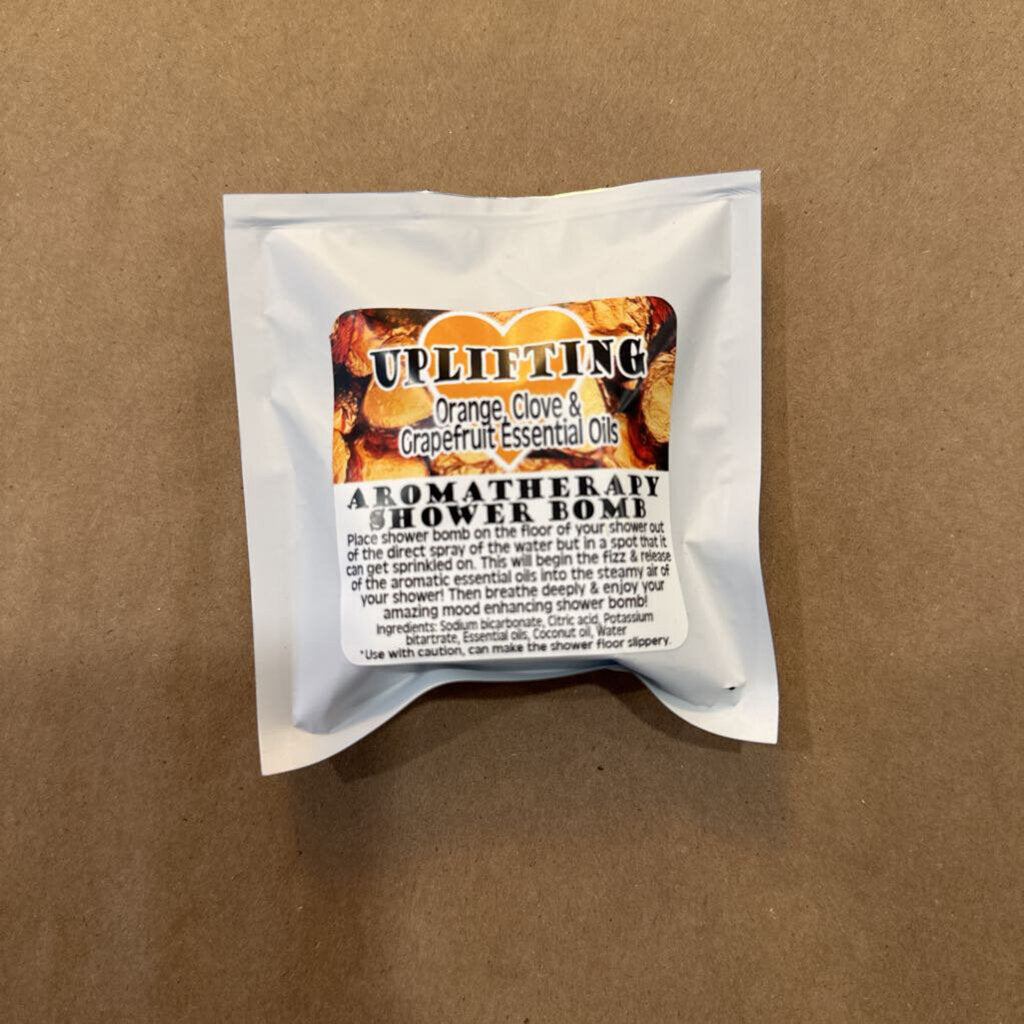 UPLIFTING
Orange, Clove &
Grapefruit Essential Oils
AROMATHERAPY
SHOWER BOMB
Place shower bomb on the floor of your shower out
of the direct spray of the water but in a spot that it
can get sprinkled on. This will begin the fizz & release
of the aromatic essential oils into the steamy air of
your shower! Then breathe deeply & enjoy your
amazing mood enhancing shower bomb!
Ingredients: Sodium bicarbonate, Citric acid, Potassium
bitartrate, Essential oils, Coconut oil, Water
*Use with caution, can make the shower floor slippery.